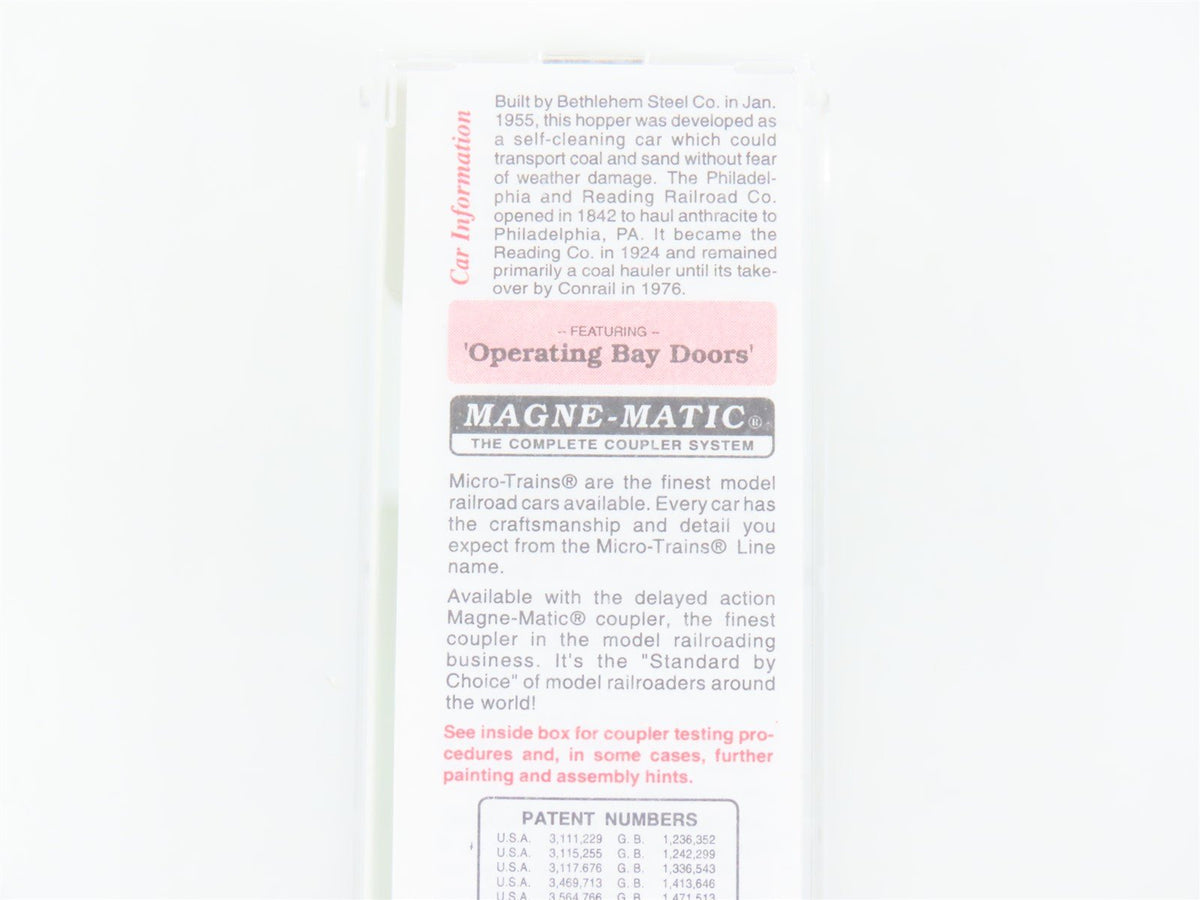 Car Information
Built by Bethlehem Steel Co. in Jan.
1955, this hopper was developed as
a self-cleaning car which could
transport coal and sand without fear
of weather damage. The Philadel-
phia and Reading Railroad Co.
opened in 1842 to haul anthracite to
Philadelphia, PA. It became the
Reading Co. in 1924 and remained
primarily a coal hauler until its take-
over by Conrail in 1976.
-- FEATURING --
'Operating Bay Doors'
MAGNE-MATIC®
THE COMPLETE COUPLER SYSTEM
Micro-Trains® are the finest model
railroad cars available. Every car has
the craftsmanship and detail you
expect from the Micro-Trains® Line
name.
Available with the delayed action
Magne-Matic® coupler, the finest
coupler in the model railroading
business. It's the "Standard by
Choice" of model railroaders around
the world!
See inside box for coupler testing pro-
cedures and, in some cases, further
painting and assembly hints.
PATENT NUMBERS
U.S.A. 3,111,229 G. B. 1,236,352
U.S.A. 3,115,255 G. B. 1,242,299
U.S.A. 3,117,676 G. B. 1,336,543
U.S.A. 3,469,713 G. B. 1,413,646
U.S.A. 3,564,766 G. B. 1,471,513